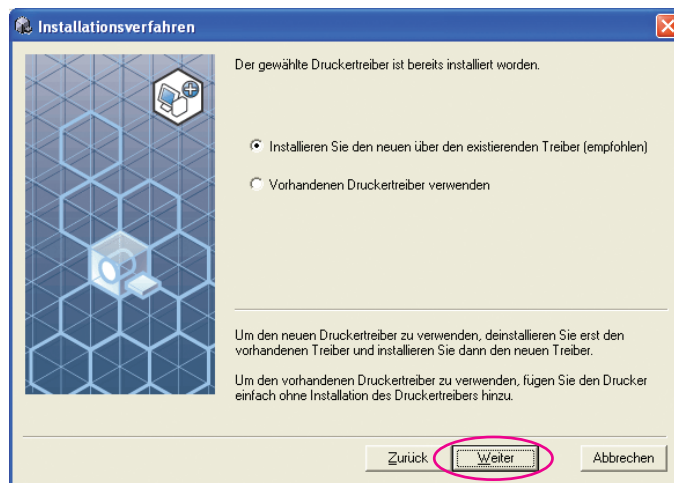 Installationsverfahren
Der gewählte Druckertreiber ist bereits installiert worden.
Installieren Sie den neuen über den existierenden Treiber (empfohlen)
Vorhandenen Druckertreiber verwenden
Um den neuen Druckertreiber zu verwenden, deinstallieren Sie erst den
vorhandenen Treiber und installieren Sie dann den neuen Treiber.
Um den vorhandenen Druckertreiber zu verwenden, fügen Sie den Drucker
einfach ohne Installation des Druckertreibers hinzu.
Zurück Weiter Abbrechen